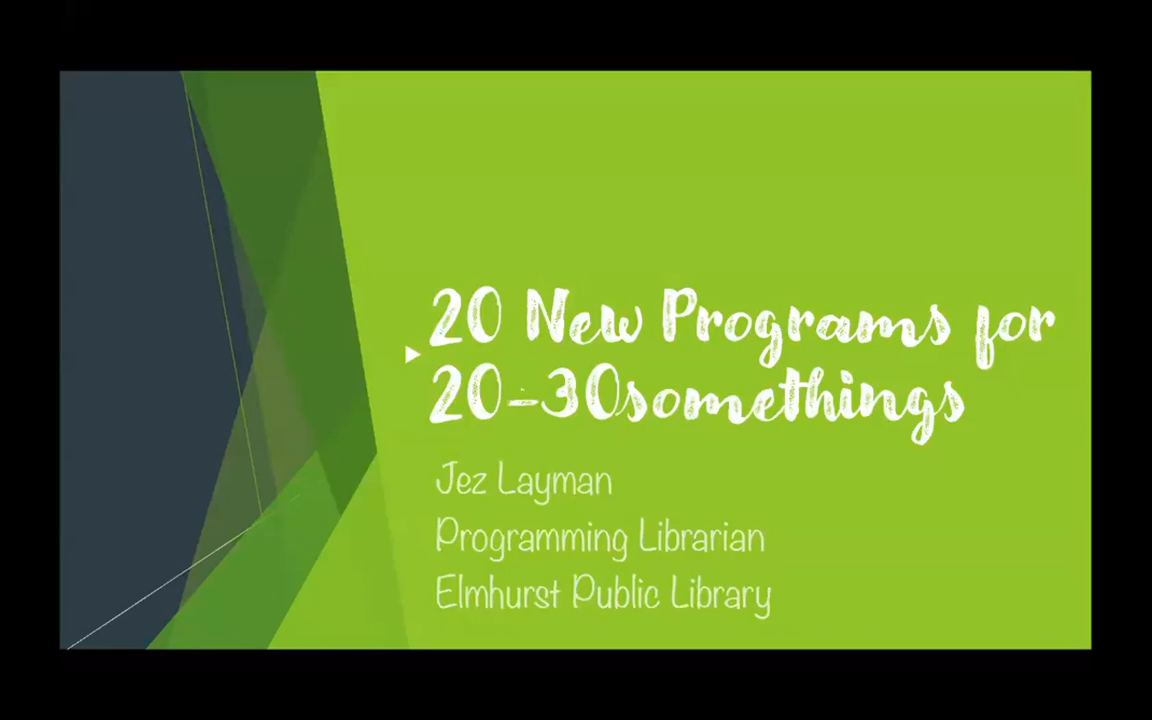 20 New Programs for
20-30somethings
Jez Layman
Programming Librarian
Elmhurst Public Library